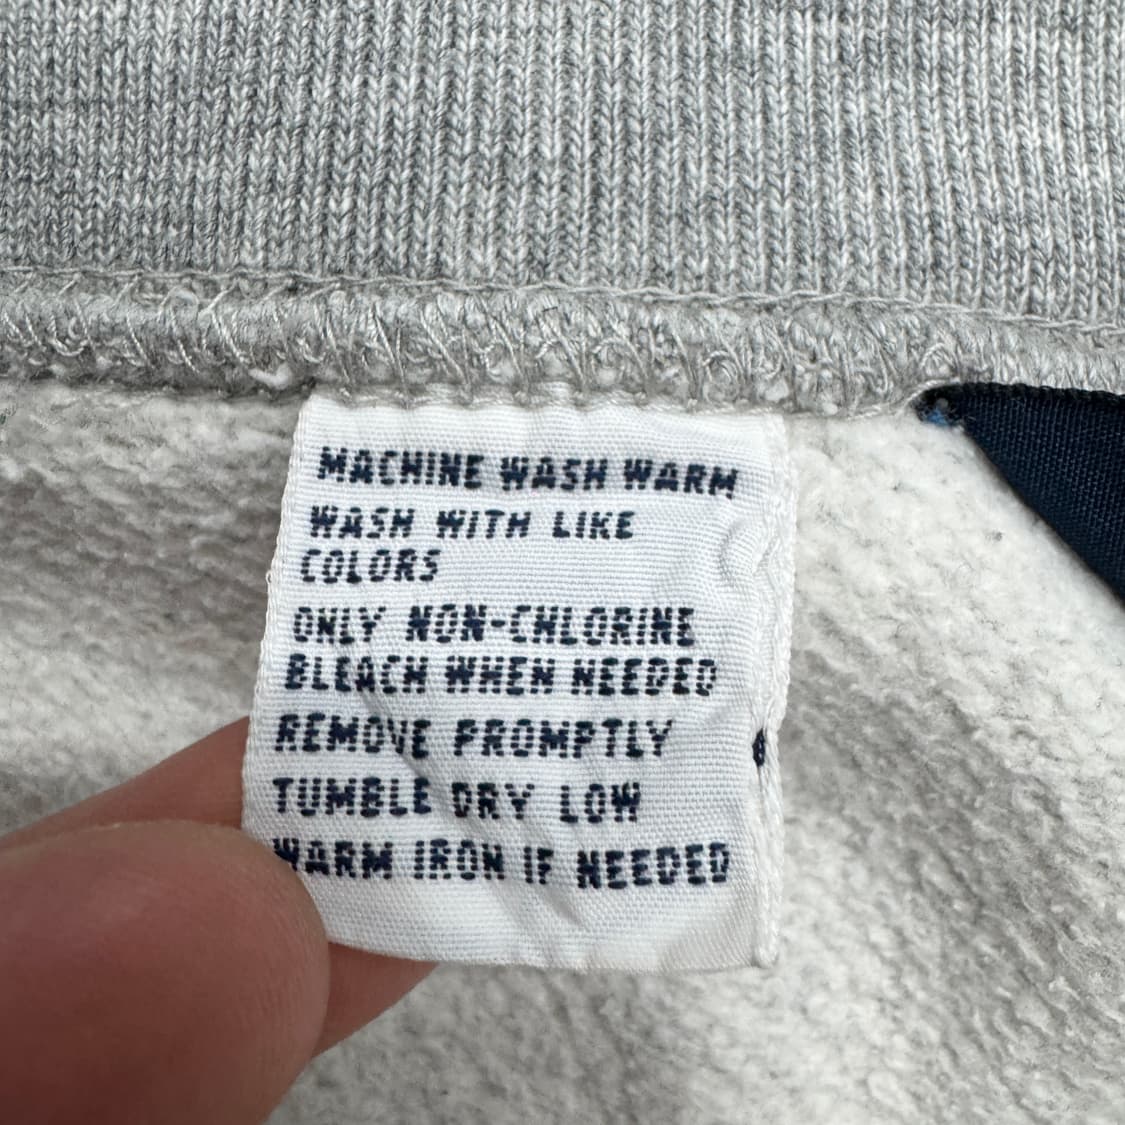 MACHINE WASH WARM
WASH WITH LIKE
COLORS
ONLY NON-CHLORINE
BLEACH WHEN NEEDED
REMOVE PROMPTLY
TUMBLE DRY LOW
WARM IRON IF NEEDED